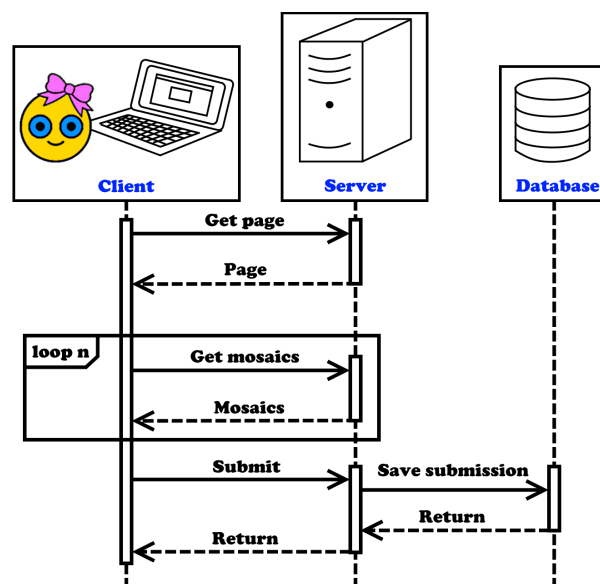 Client
Server
Database
Get page
Page
loop n
Get mosaics
Mosaics
Submit
Save submission
Return
Return